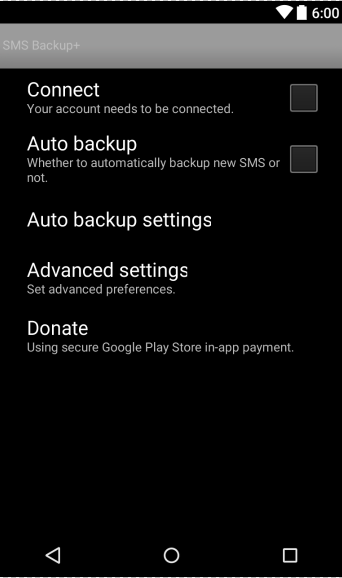 6:00
SMS Backup+
Connect
Your account needs to be connected.
Auto backup
Whether to automatically backup new SMS or
not.
Auto backup settings
Advanced settings
Set advanced preferences.
Donate
Using secure Google Play Store in-app payment.